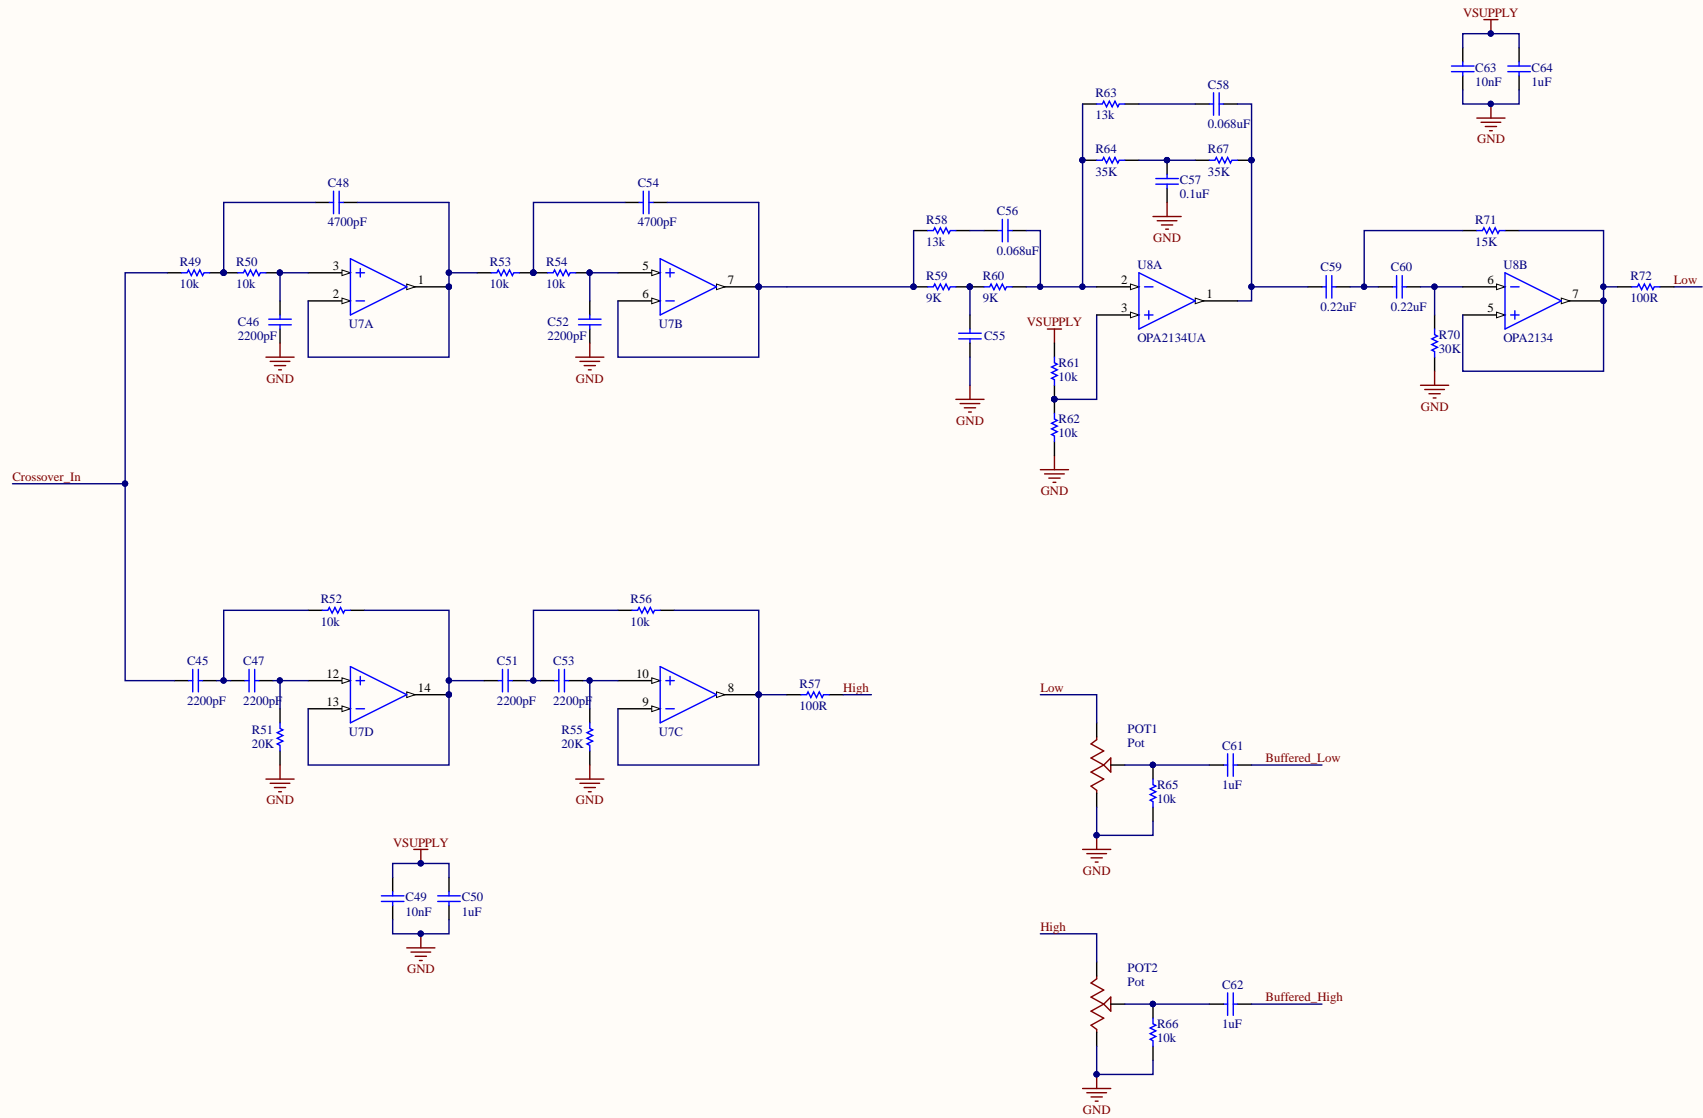 VSUPPLY
C63
10nF
C64
1uF
GND
R63
13k
C58
0.068uF
R64
35K
R67
35K
C57
0.1uF
GND
C48
4700pF
C54
4700pF
R58
13k
C56
0.068uF
R71
15K
R49
10k
R50
10k
3
2
1
U7A
C46
2200pF
GND
R53
10k
R54
10k
5
6
7
U7B
C52
2200pF
GND
R59
9K
R60
9K
C55
GND
U8A
2
3
1
OPA2134UA
VSUPPLY
R61
10k
R62
10k
GND
C59
0.22uF
C60
0.22uF
U8B
6
5
7
OPA2134
R70
30K
GND
R72
100R
Low
Crossover_In
R52
10k
R56
10k
C45
2200pF
C47
2200pF
12
13
14
U7D
R51
20K
GND
C51
2200pF
C53
2200pF
10
9
8
U7C
R55
20K
GND
R57
100R
High
Low
POT1
Pot
C61
1uF
Buffered_Low
R65
10k
GND
VSUPPLY
C49
10nF
C50
1uF
GND
High
POT2
Pot
C62
1uF
Buffered_High
R66
10k
GND